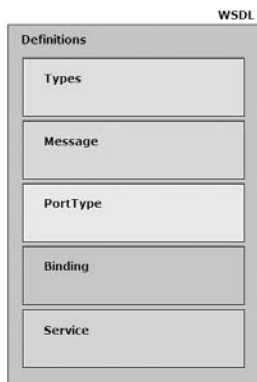 WSDL
Definitions
Types
Message
PortType
Binding
Service